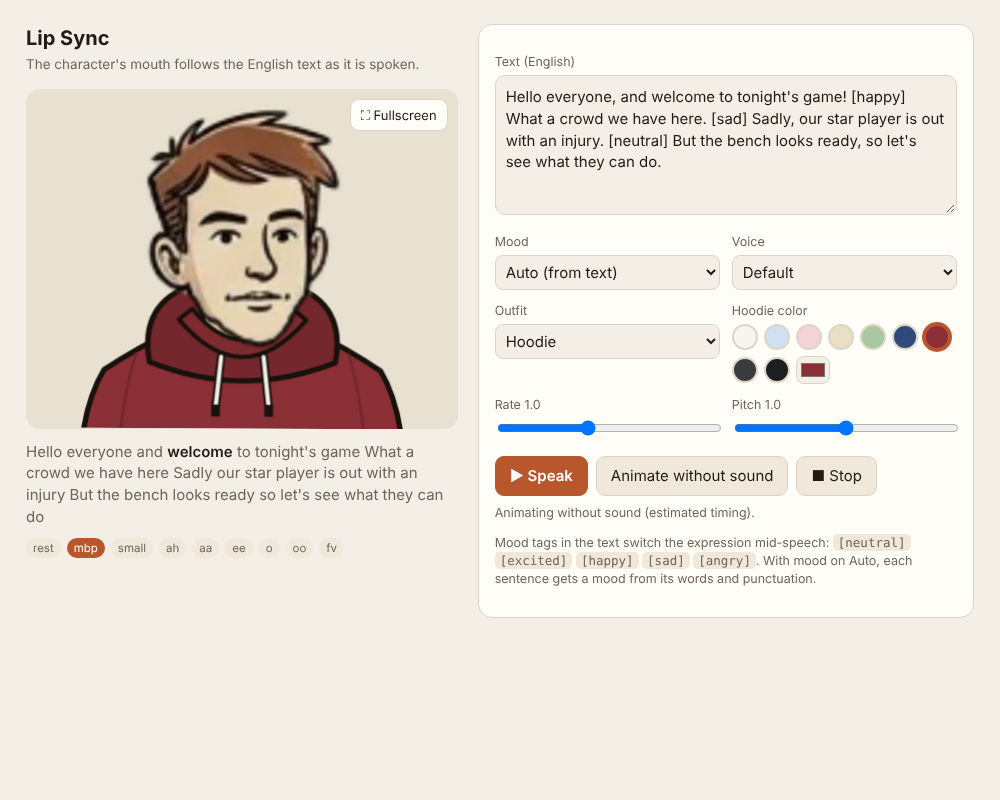 Lip Sync
The character's mouth follows the English text as it is spoken.
⛶ Fullscreen
Hello everyone and welcome to tonight's game What a
crowd we have here Sadly our star player is out with an
injury But the bench looks ready so let's see what they can
do
rest mbp small ah aa ee o oo fv
Text (English)
Hello everyone, and welcome to tonight's game! [happy]
What a crowd we have here. [sad] Sadly, our star player is out
with an injury. [neutral] But the bench looks ready, so let's
see what they can do.
Mood Voice
Auto (from text) Default
Outfit Hoodie color
Hoodie
Rate 1.0 Pitch 1.0
▶ Speak Animate without sound ■ Stop
Animating without sound (estimated timing).
Mood tags in the text switch the expression mid-speech: [neutral]
[excited] [happy] [sad] [angry]. With mood on Auto, each
sentence gets a mood from its words and punctuation.